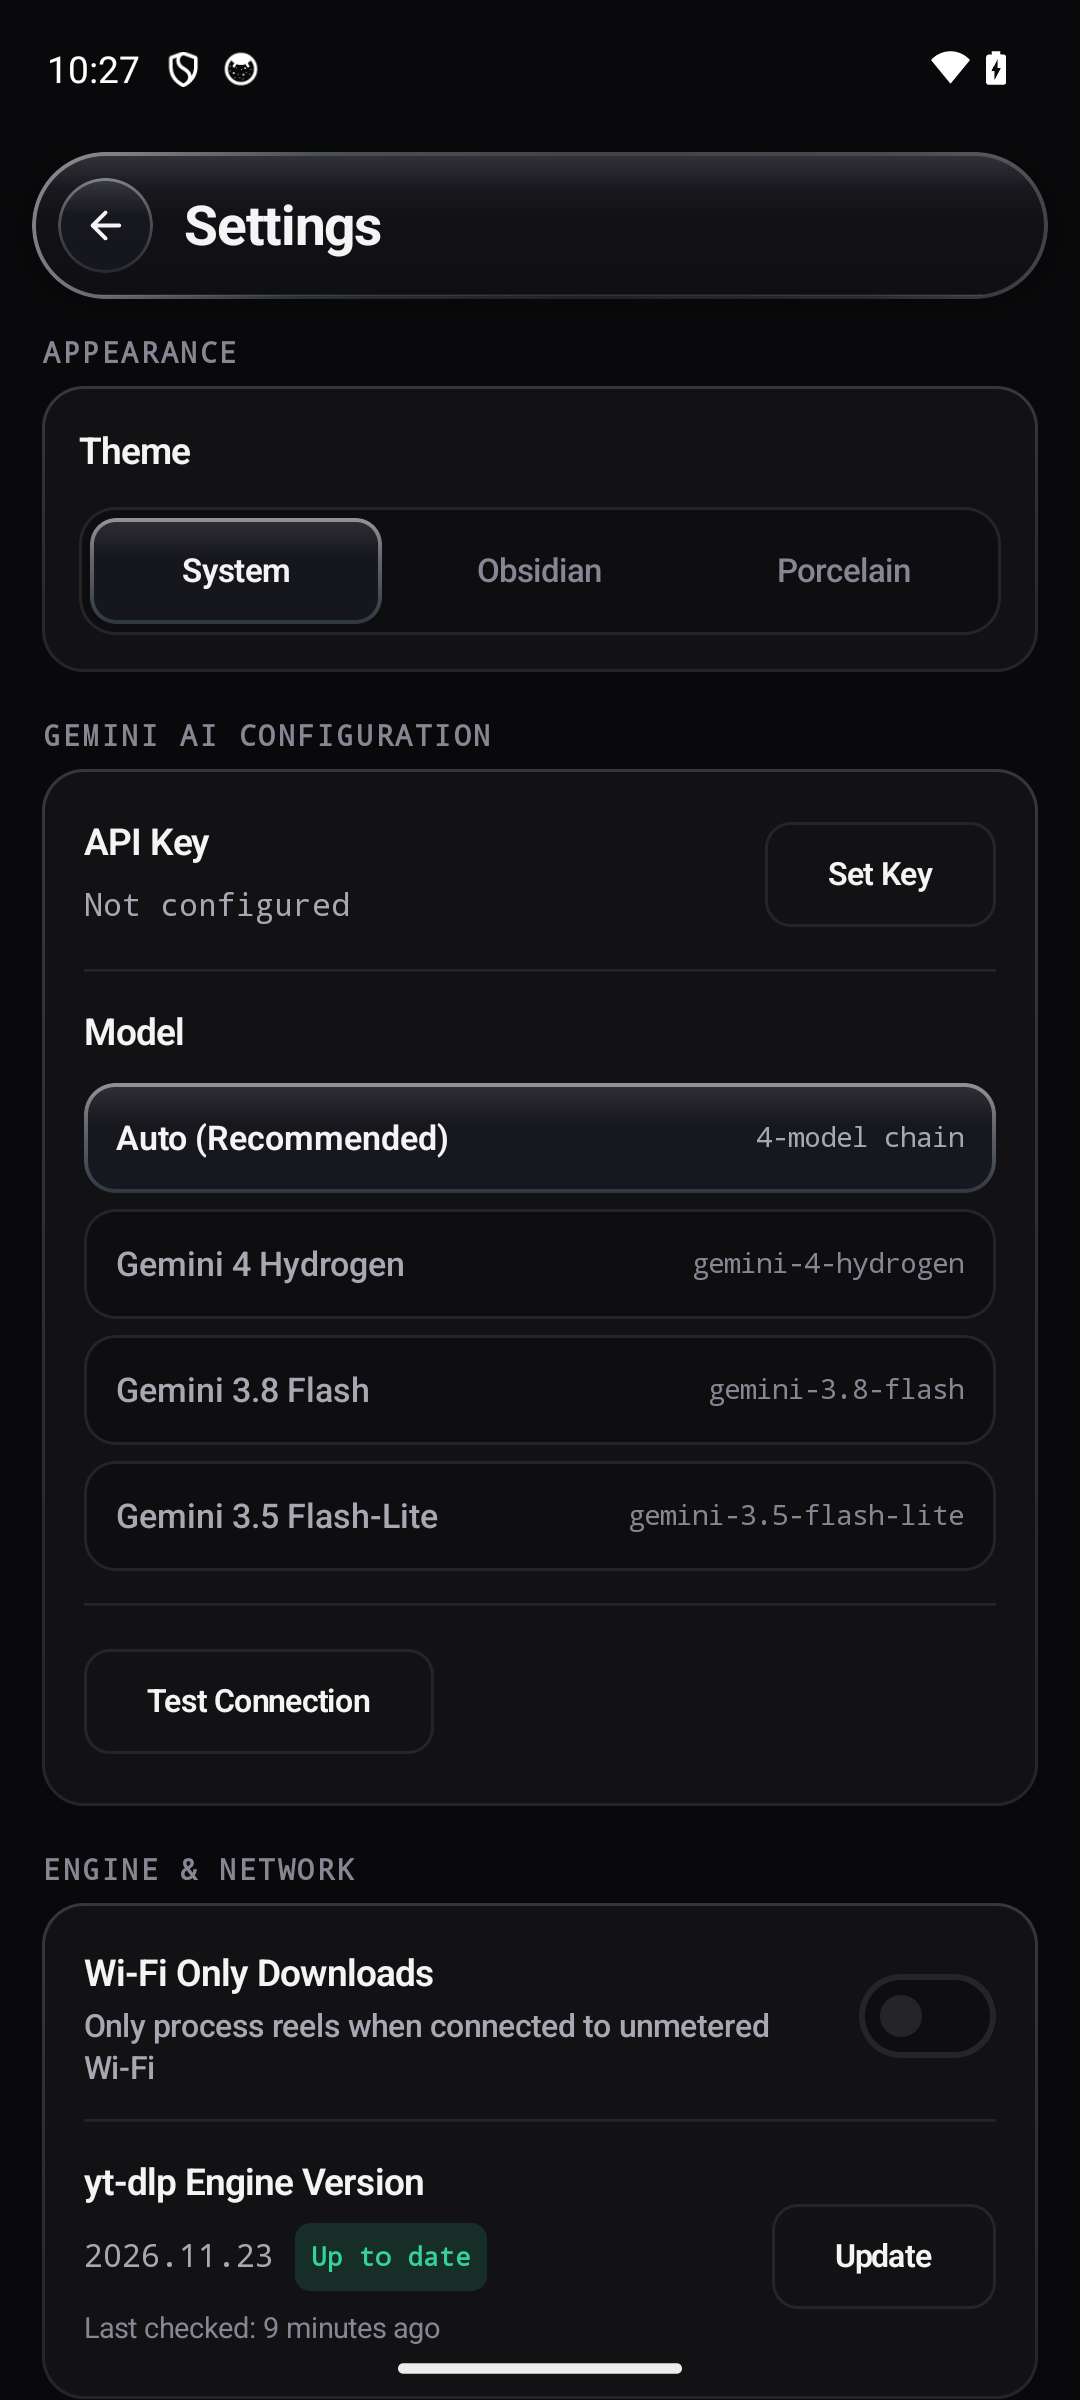 10:27
Settings
APPEARANCE
Theme
System Obsidian Porcelain
GEMINI AI CONFIGURATION
API Key
Not configured
Set Key
Model
Auto (Recommended) 4-model chain
Gemini 4 Hydrogen gemini-4-hydrogen
Gemini 3.8 Flash gemini-3.8-flash
Gemini 3.5 Flash-Lite gemini-3.5-flash-lite
Test Connection
ENGINE & NETWORK
Wi-Fi Only Downloads
Only process reels when connected to unmetered
Wi-Fi
yt-dlp Engine Version
2026.11.23 Up to date
Update
Last checked: 9 minutes ago